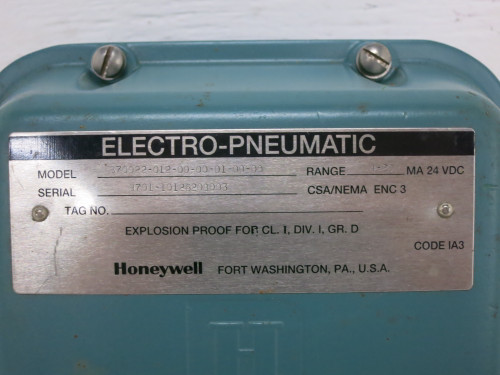 ELECTRO-PNEUMATIC
MODEL RANGE MA 24 VDC
SERIAL CSA/NEMA ENC 3
TAG NO.
EXPLOSION PROOF FOR CL. I, DIV. I, GR. D
CODE IA3
Honeywell FORT WASHINGTON, PA., U.S.A.
H